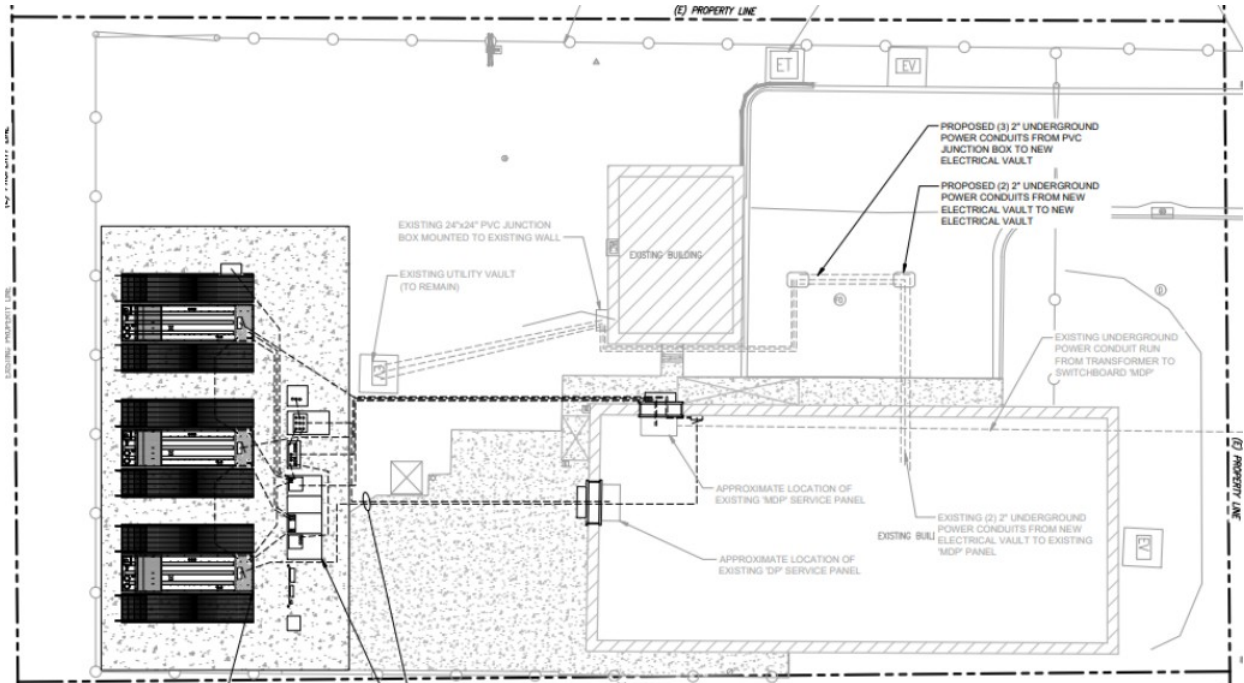 (E) PROPERTY LINE
ET
EV
PROPOSED (3) 2" UNDERGROUND
POWER CONDUITS FROM PVC
JUNCTION BOX TO NEW
ELECTRICAL VAULT
PROPOSED (2) 2" UNDERGROUND
POWER CONDUITS FROM NEW
ELECTRICAL VAULT TO NEW
ELECTRICAL VAULT
EXISTING 24"x24" PVC JUNCTION
BOX MOUNTED TO EXISTING WALL
EXISTING BUILDING
EXISTING UTILITY VAULT
(TO REMAIN)
EXISTING PROPERTY LINE
EXISTING UNDERGROUND
POWER CONDUIT RUN
FROM TRANSFORMER TO
SWITCHBOARD 'MDP'
(E) PROPERTY LINE
APPROXIMATE LOCATION OF
EXISTING 'MDP' SERVICE PANEL
EXISTING (2) 2" UNDERGROUND
POWER CONDUITS FROM NEW
ELECTRICAL VAULT TO EXISTING
'MDP' PANEL
EXISTING BUIL
EV
APPROXIMATE LOCATION OF
EXISTING 'DP' SERVICE PANEL